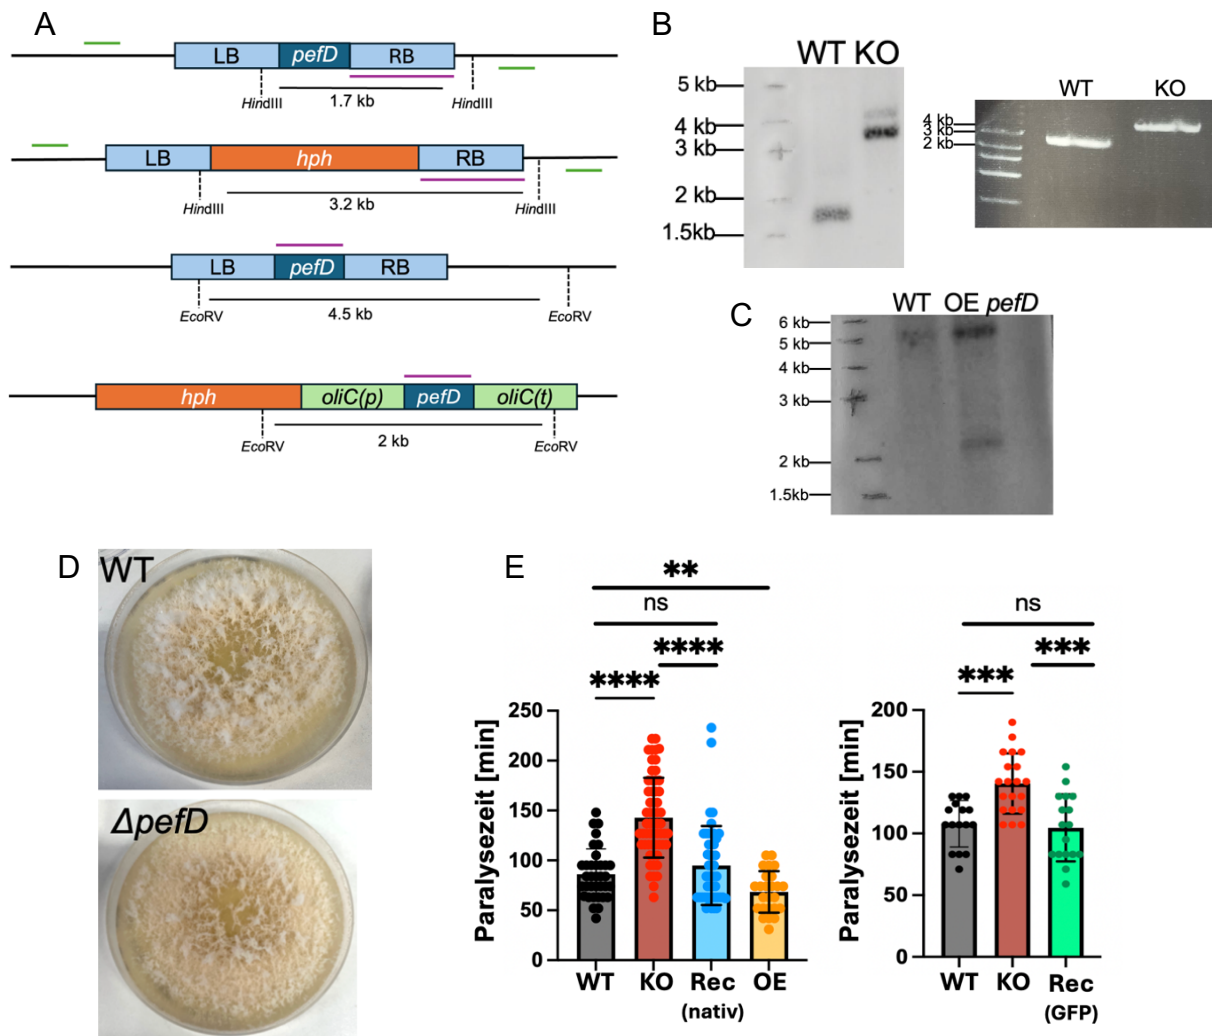 A
LB pefD RB
HindIII 1.7 kb HindIII
LB hph RB
HindIII 3.2 kb HindIII
LB pefD RB
EcoRV 4.5 kb EcoRV
hph oliC(p) pefD oliC(t)
EcoRV 2 kb EcoRV
B
WT KO
5 kb
4 kb
3 kb
2 kb
1.5kb
WT KO
4 kb
3 kb
2 kb
C
WT OE pefD
6 kb
5 kb
4 kb
3 kb
2 kb
1.5kb
D
WT
ΔpefD
E
**
ns
****
****
Paralysezeit [min]
250
200
150
100
50
0
WT KO Rec OE
(nativ)
ns
***
***
Paralysezeit [min]
200
150
100
50
0
WT KO Rec
(GFP)